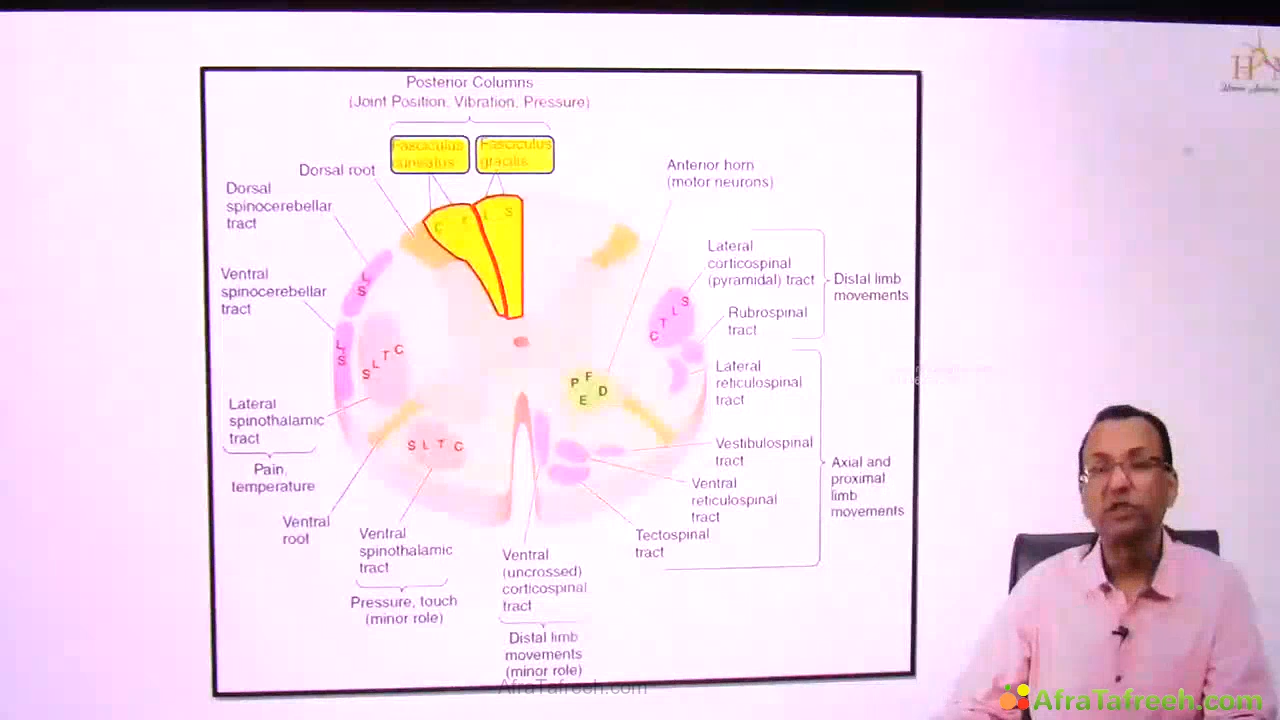 Posterior Columns
(Joint Position, Vibration, Pressure)
Fasciculus
cuneatus
Fasciculus
gracilis
Dorsal root
Dorsal
spinocerebellar
tract
Ventral
spinocerebellar
tract
Lateral
spinothalamic
tract
Pain,
temperature
Ventral
root
Ventral
spinothalamic
tract
Pressure, touch
(minor role)
Ventral
(uncrossed)
corticospinal
tract
Distal limb
movements
(minor role)
Anterior horn
(motor neurons)
Lateral
corticospinal
(pyramidal) tract
Rubrospinal
tract
Distal limb
movements
Lateral
reticulospinal
tract
Vestibulospinal
tract
Ventral
reticulospinal
tract
Tectospinal
tract
Axial and
proximal
limb
movements
C T L S
L
S
L
S
S L T C
S L T C
C T L S
P F
E D
AfraTafreeh.com
AfraTafreeh.com